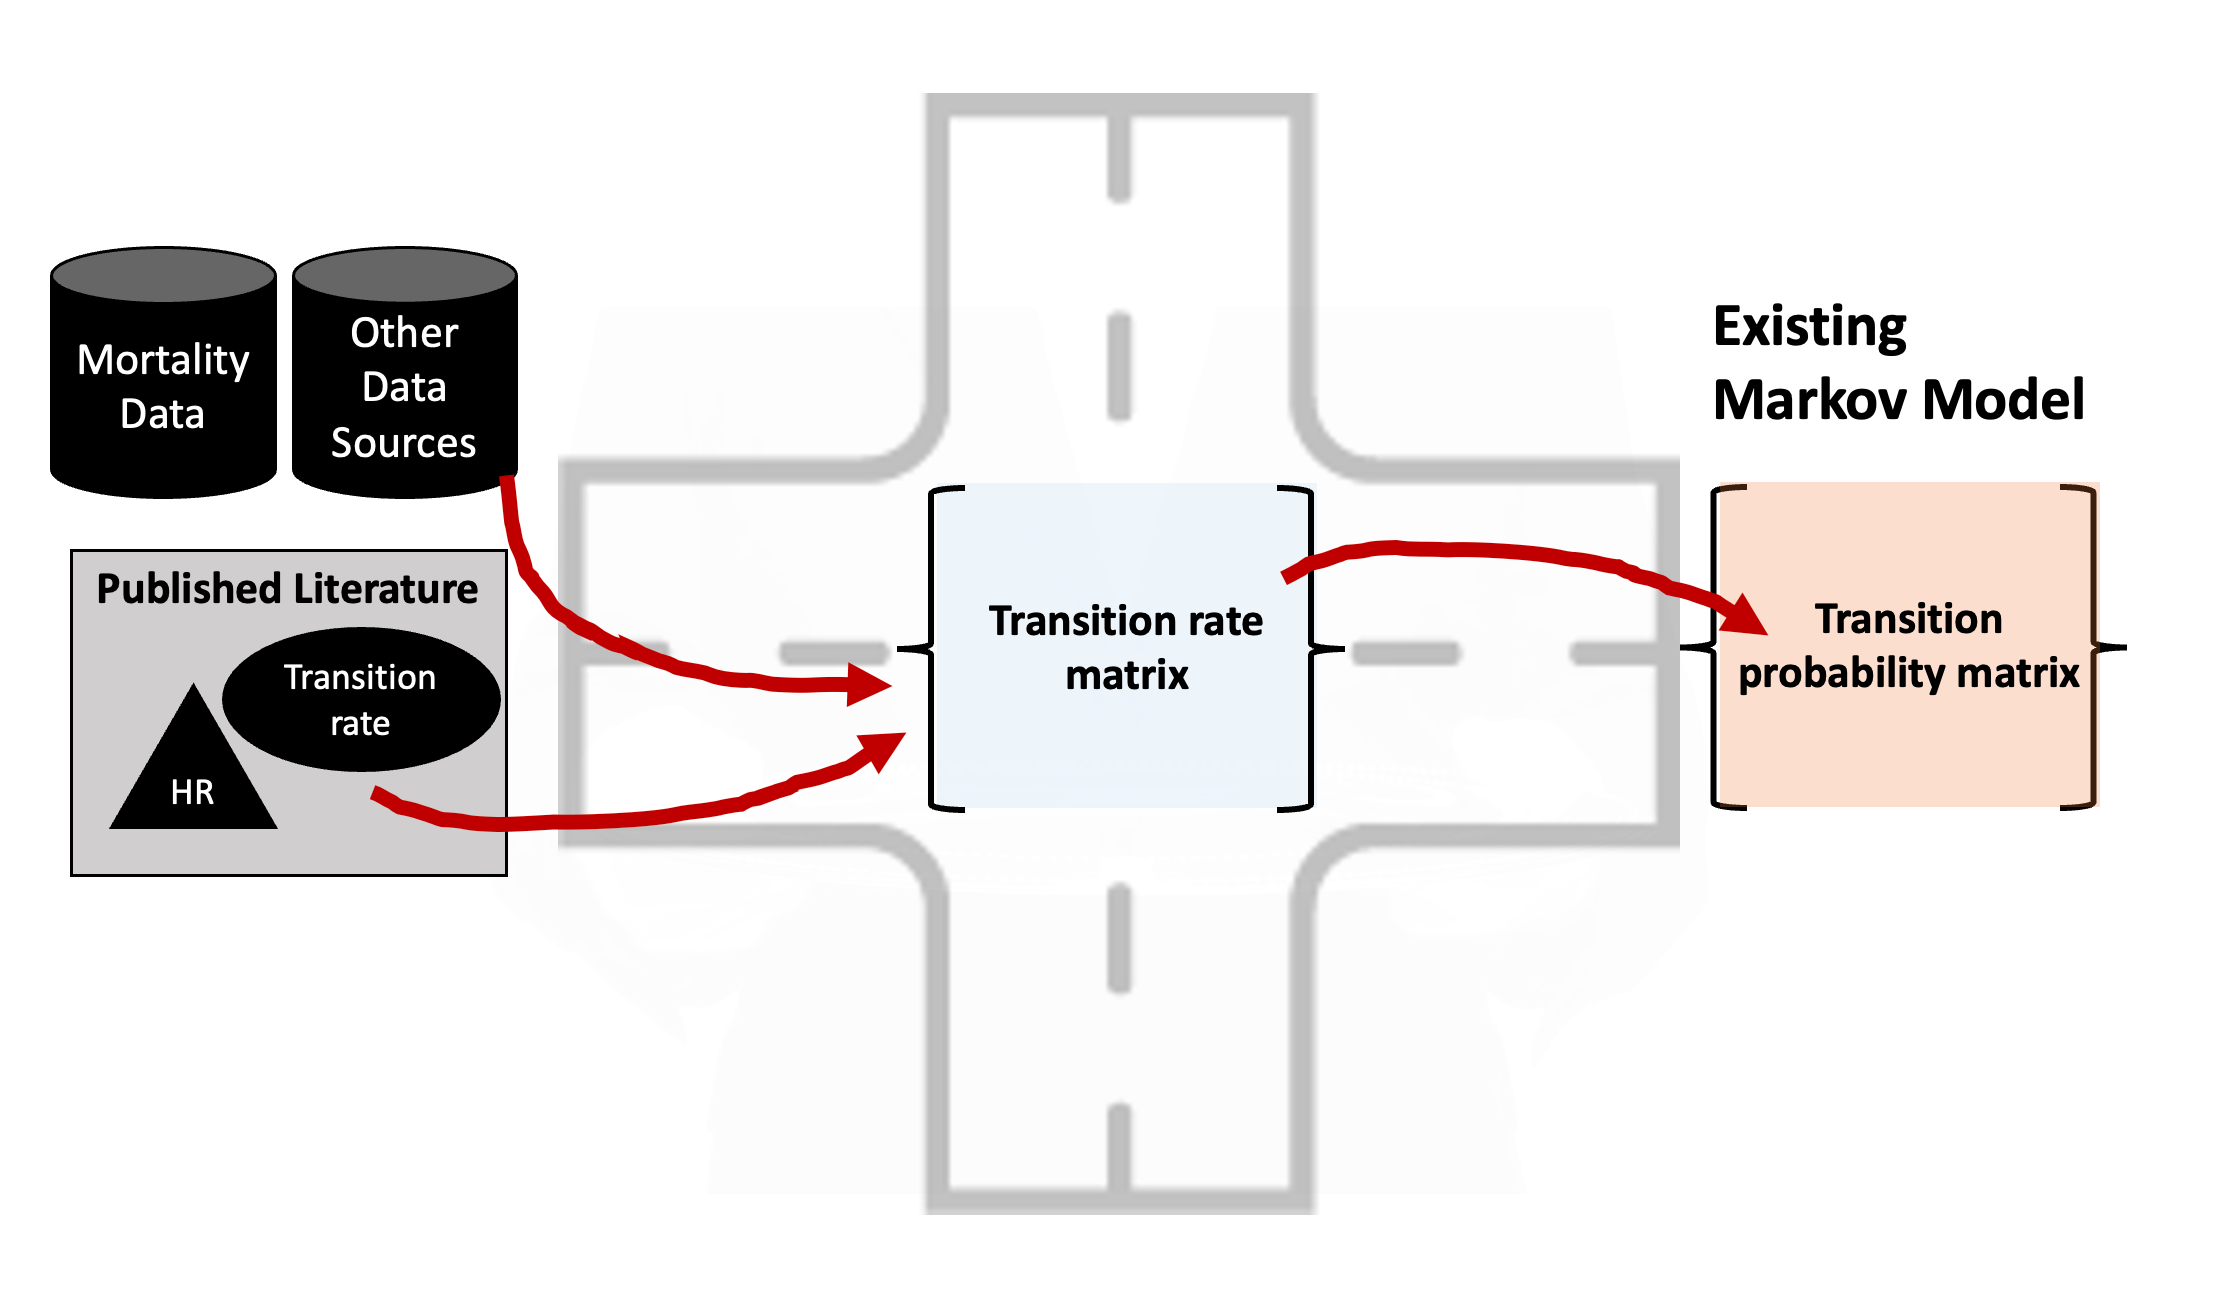 Mortality
Data
Other
Data
Sources
Published Literature
Transition
rate
HR
Transition rate
matrix
Existing
Markov Model
Transition
probability matrix